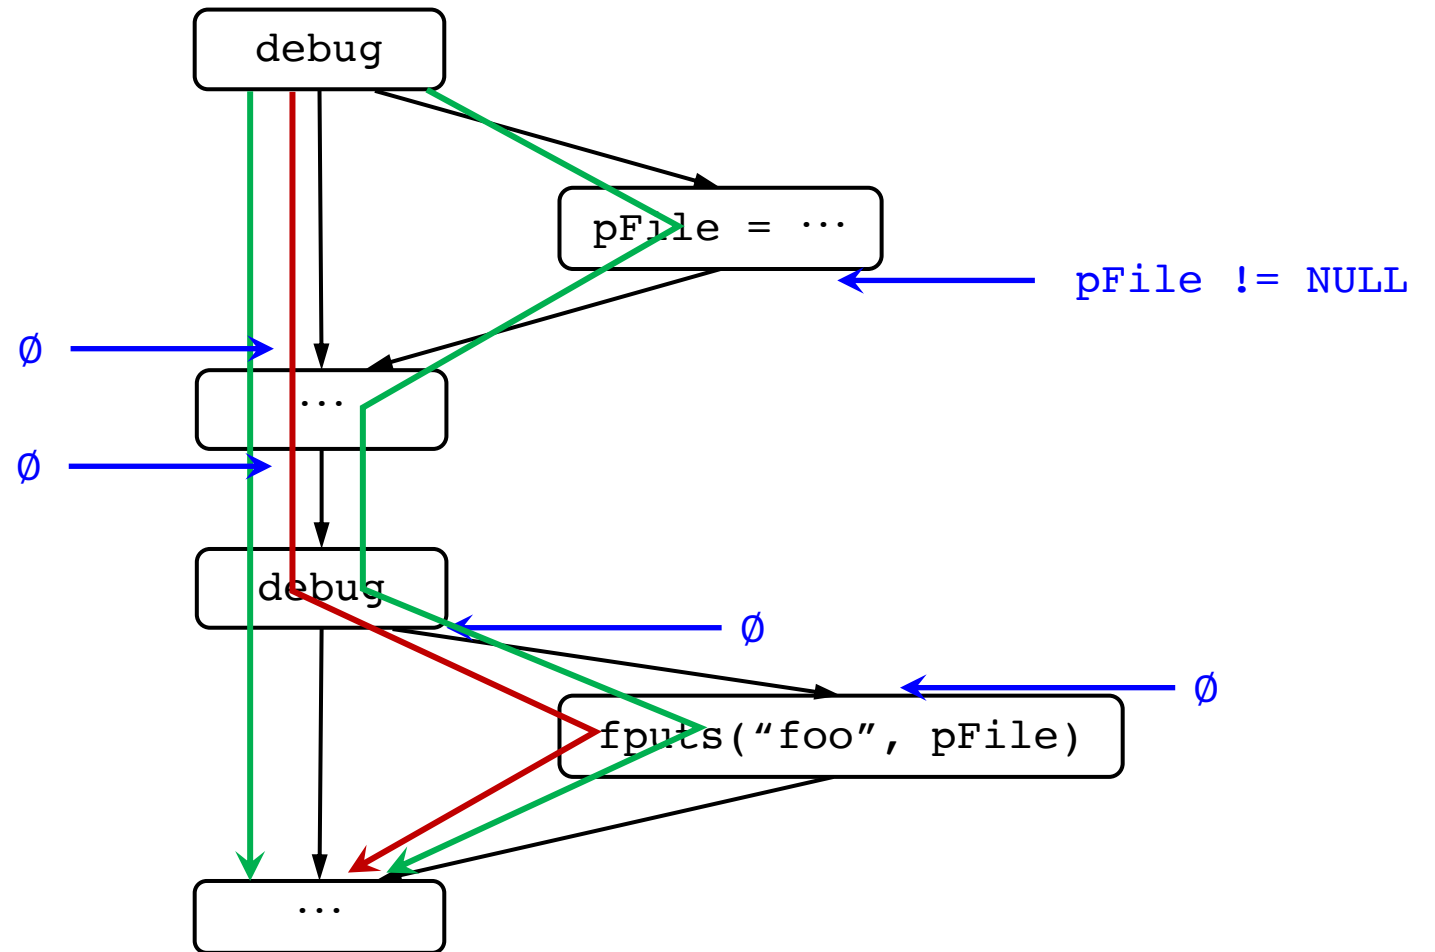 debug
pFile = ···
pFile != NULL
Ø
···
Ø
debug
Ø
Ø
fputs(“foo”, pFile)
···